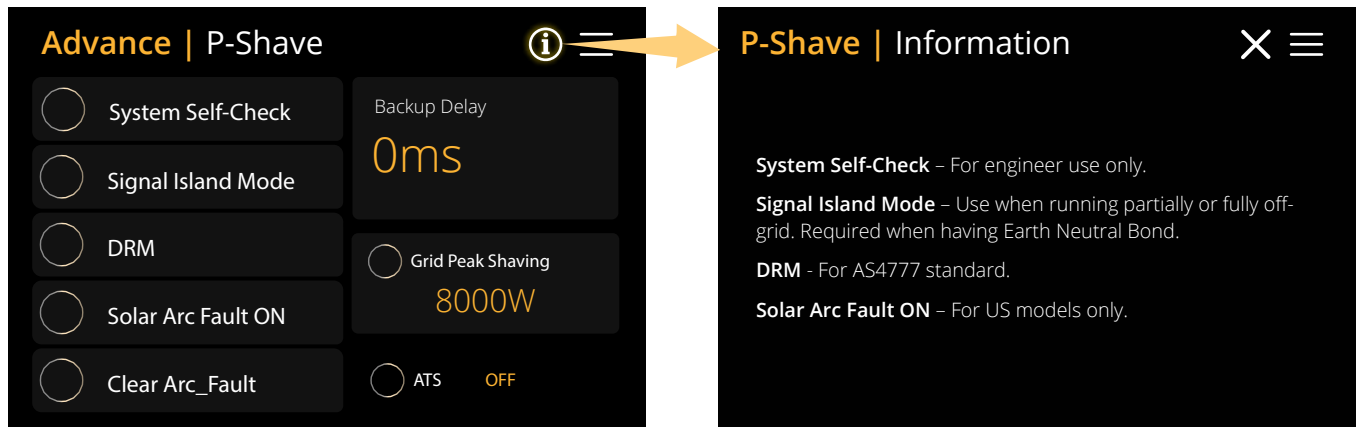 Advance | P-Shave
System Self-Check
Signal Island Mode
DRM
Solar Arc Fault ON
Clear Arc_Fault
Backup Delay
0ms
Grid Peak Shaving
8000W
ATS OFF
P-Shave | Information
System Self-Check – For engineer use only.
Signal Island Mode – Use when running partially or fully off-
grid. Required when having Earth Neutral Bond.
DRM - For AS4777 standard.
Solar Arc Fault ON – For US models only.